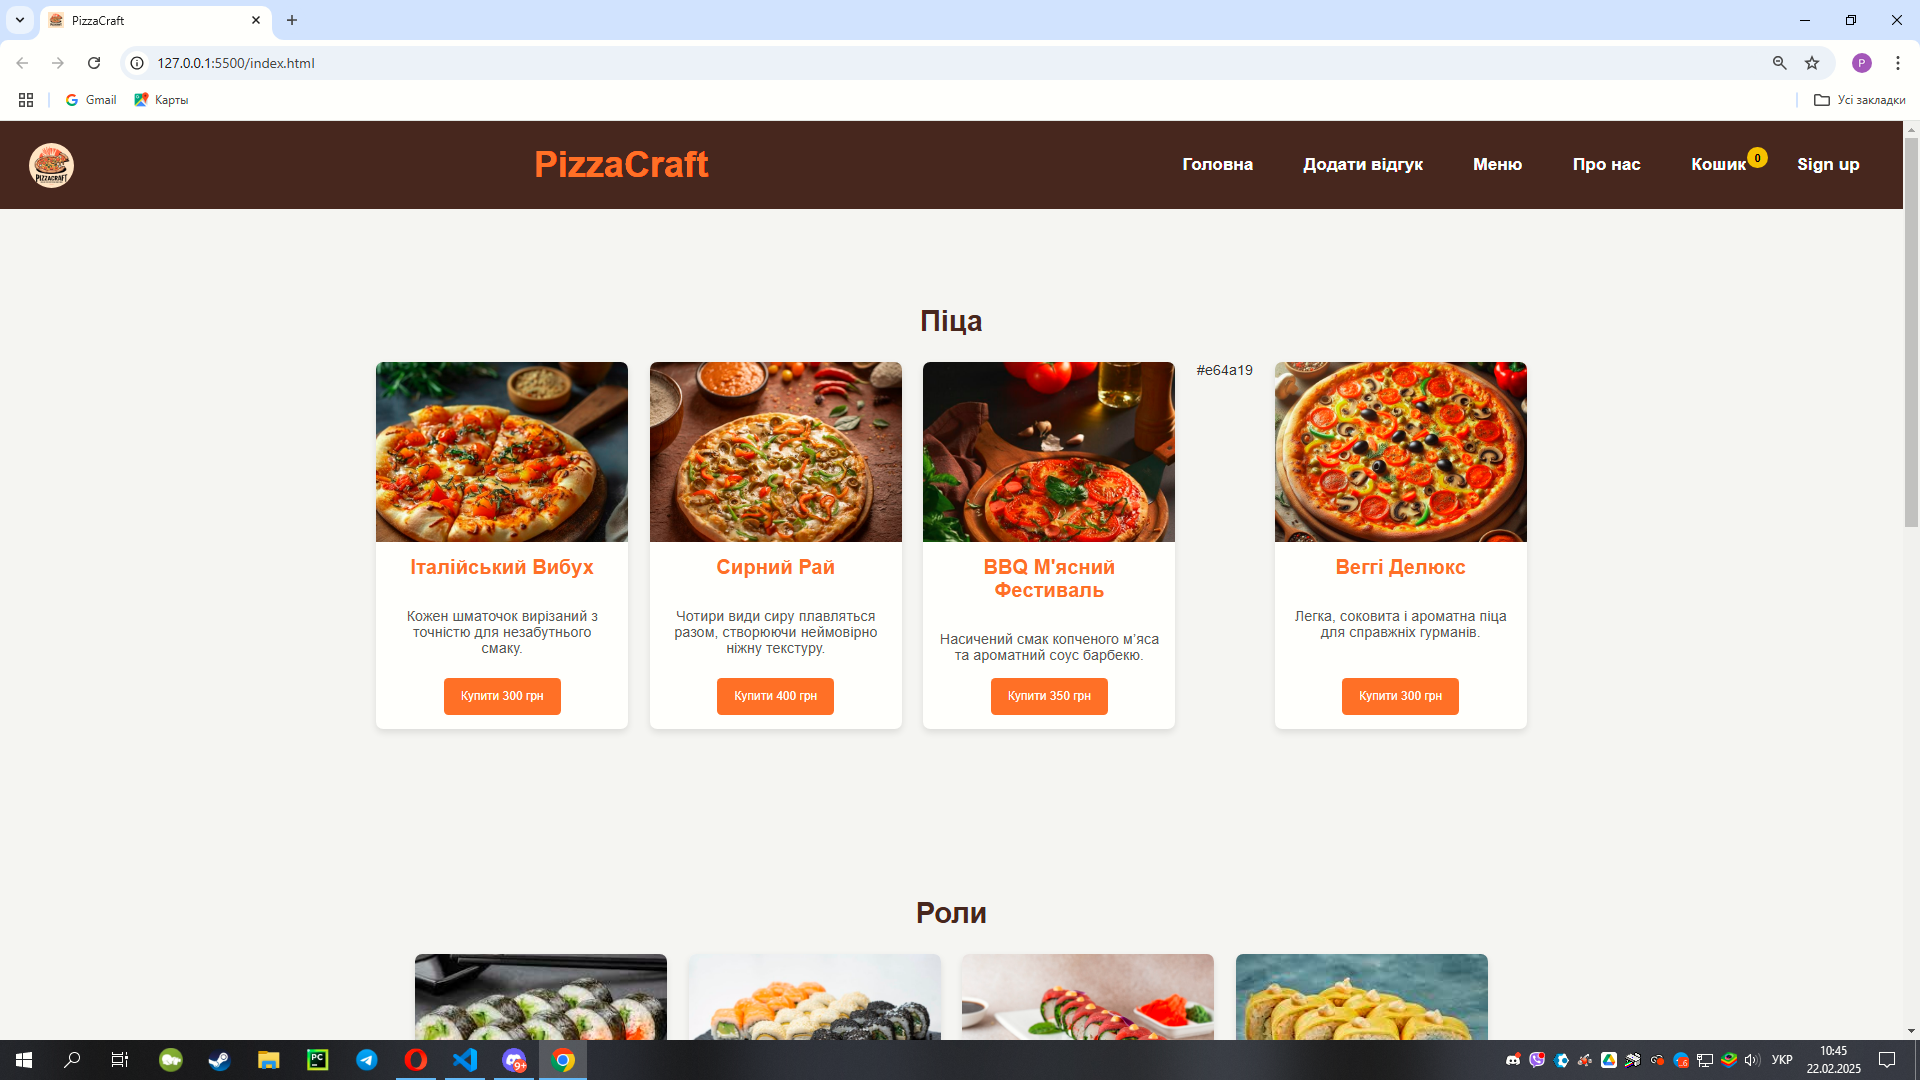 PizzaCraft
127.0.0.1:5500/index.html
P
Gmail
Карты
Усі закладки
PIZZACRAFT
PizzaCraft
Головна
Додати відгук
Меню
Про нас
Кошик
0
Sign up
Піца
#e64a19
Італійський Вибух
Кожен шматочок вирізаний з
точністю для незабутнього
смаку.
Купити 300 грн
Сирний Рай
Чотири види сиру плавляться
разом, створюючи неймовірно
ніжну текстуру.
Купити 400 грн
BBQ М'ясний
Фестиваль
Насичений смак копченого м’яса
та ароматний соус барбекю.
Купити 350 грн
Веггі Делюкс
Легка, соковита і ароматна піца
для справжніх гурманів.
Купити 300 грн
Роли
PC
9+
6
УКР
10:45
22.02.2025